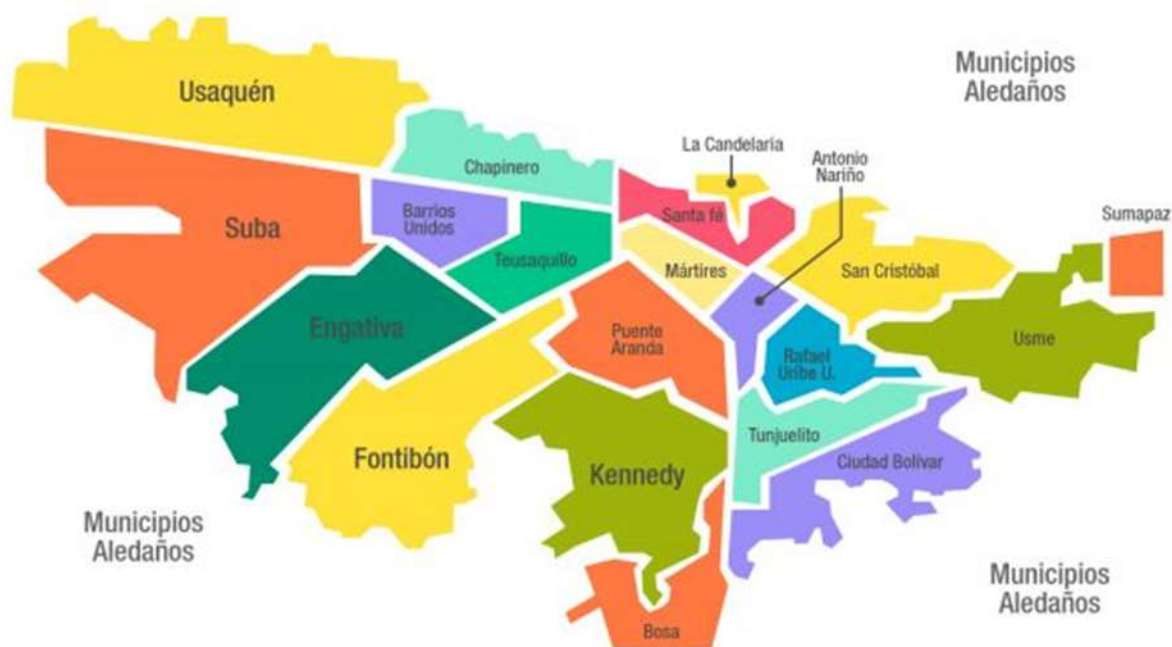 Municipios
Aledaños
Usaquén
La Candelaria
Antonio
Nariño
Chapinero
Barrios
Unidos
Santa fé
Sumapaz
Suba
Teusaquillo
Mártires
San Cristóbal
Engativa
Puente
Aranda
Rafael
Uribe U.
Usme
Tunjuelito
Fontibón
Kennedy
Ciudad Bolívar
Municipios
Aledaños
Municipios
Aledaños
Bosa